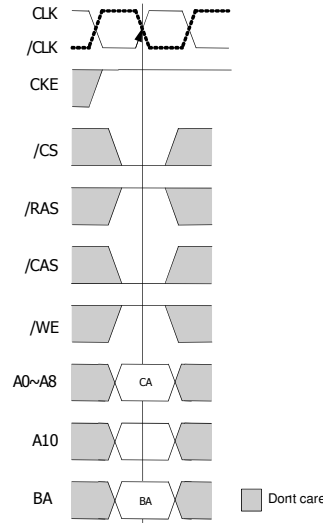 CLK
/CLK
CKE
/CS
/RAS
/CAS
/WE
A0~A8
CA
A10
BA
BA
Dont care